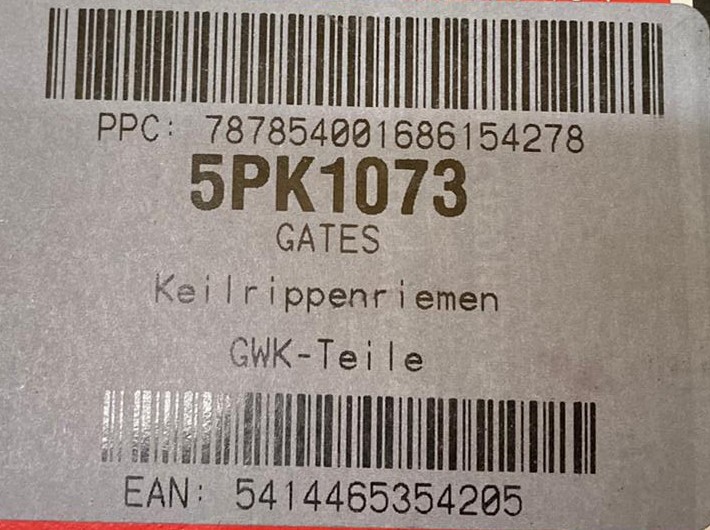 PPC: 787854001686154278
5PK1073
GATES
Keilrippenriemen
GWK-Teile
EAN: 5414465354205